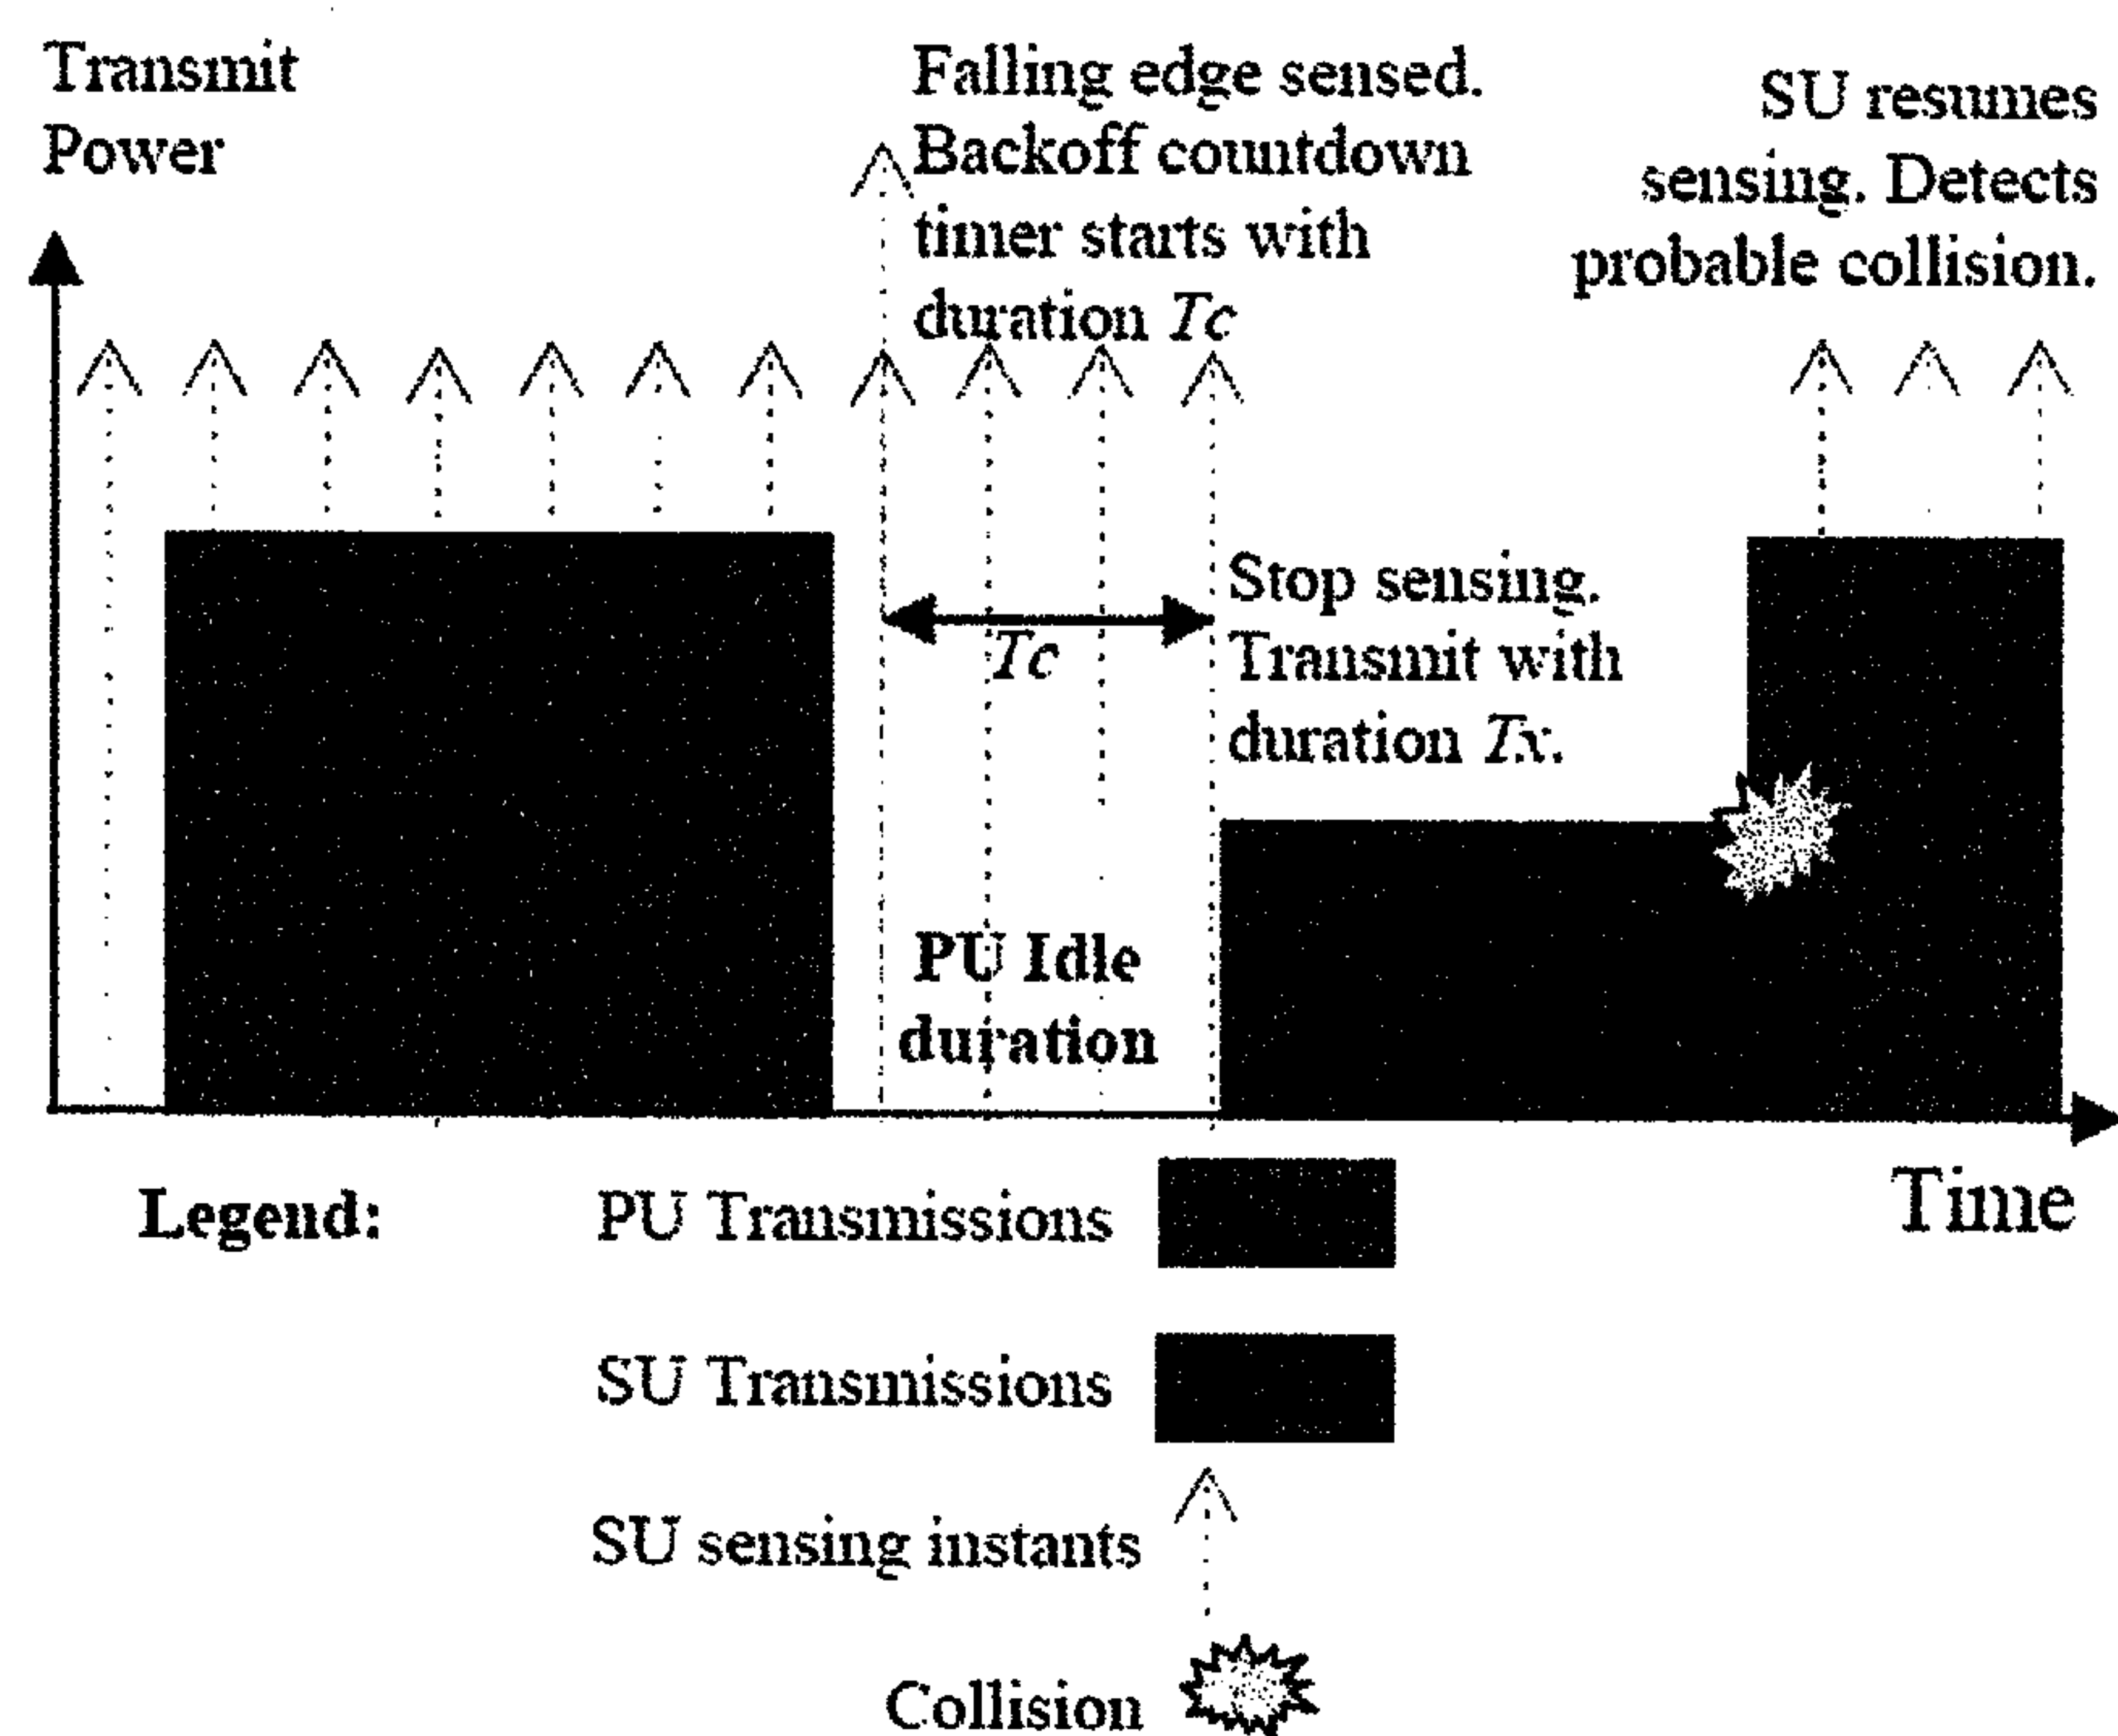 Transmit
Power
Falling edge sensed.
Backoff countdown
timer starts with
duration Tc
SU resumes
sensing. Detects
probable collision.
Tc
Stop sensing.
Transmit with
duration Tx.
PU Idle
duration
Time
Legend:
PU Transmissions
SU Transmissions
SU sensing instants
Collision